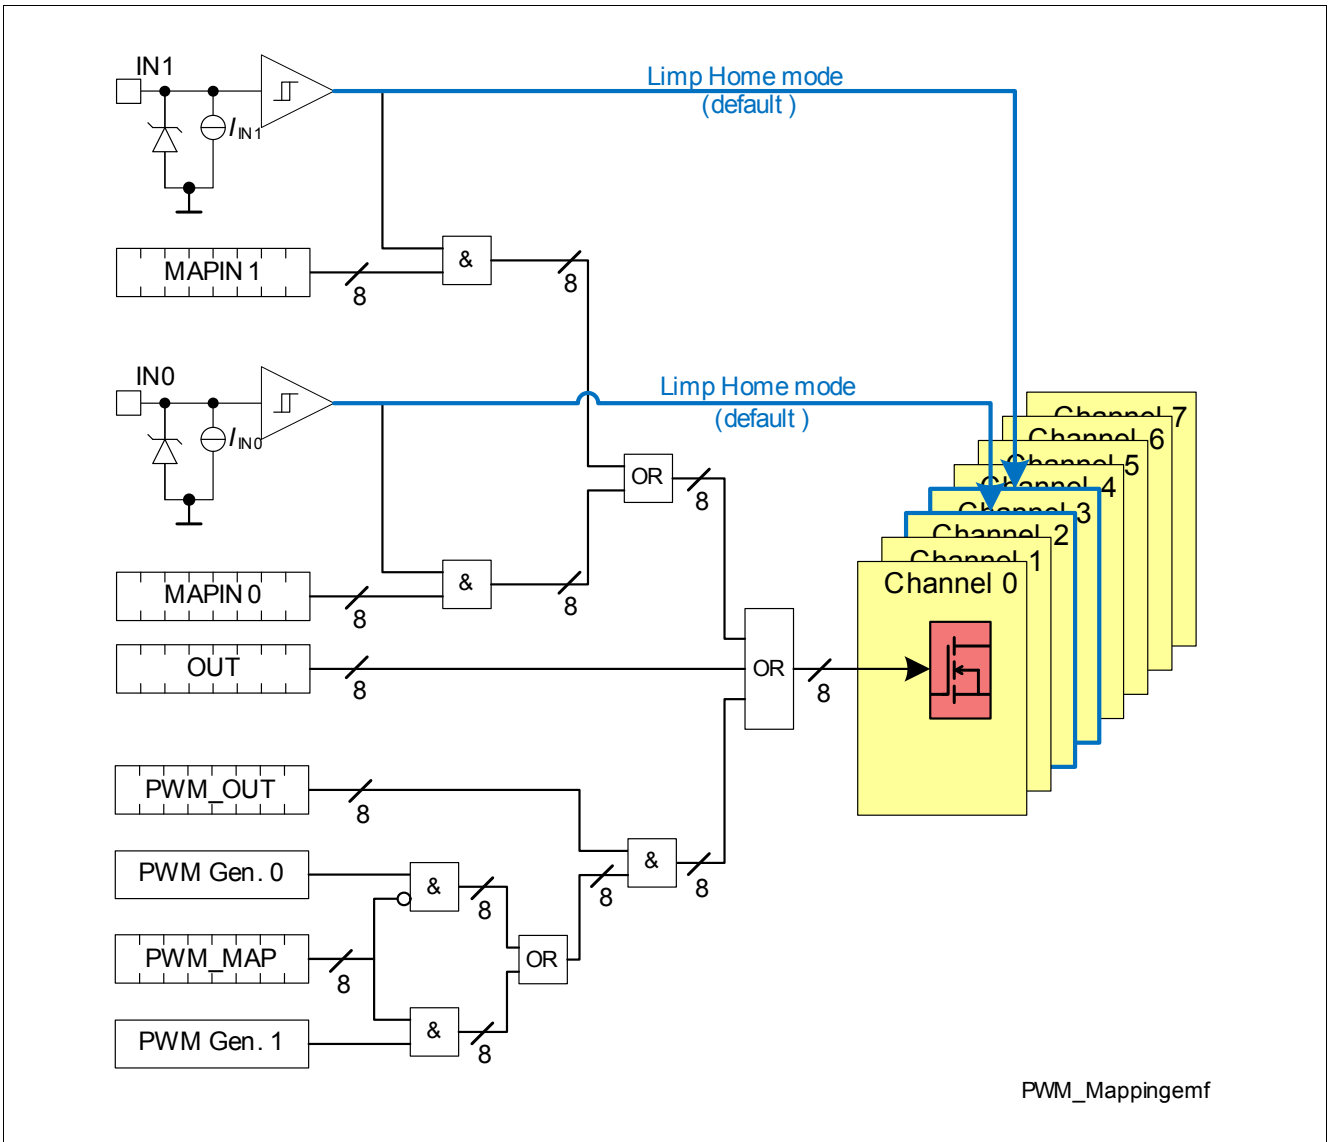 IN1
Limp Home mode
(default )
IIN1
MAPIN 1
&
8
8
IN0
Limp Home mode
(default )
IIN0
Channel 7
Channel 6
Channel 5
Channel 4
Channel 3
Channel 2
Channel 1
Channel 0
OR
8
MAPIN 0
&
8
8
OUT
8
OR
8
PWM_OUT
8
PWM Gen. 0
&
8
&
8
8
PWM_MAP
8
OR
PWM Gen. 1
&
8
PWM_Mappingemf